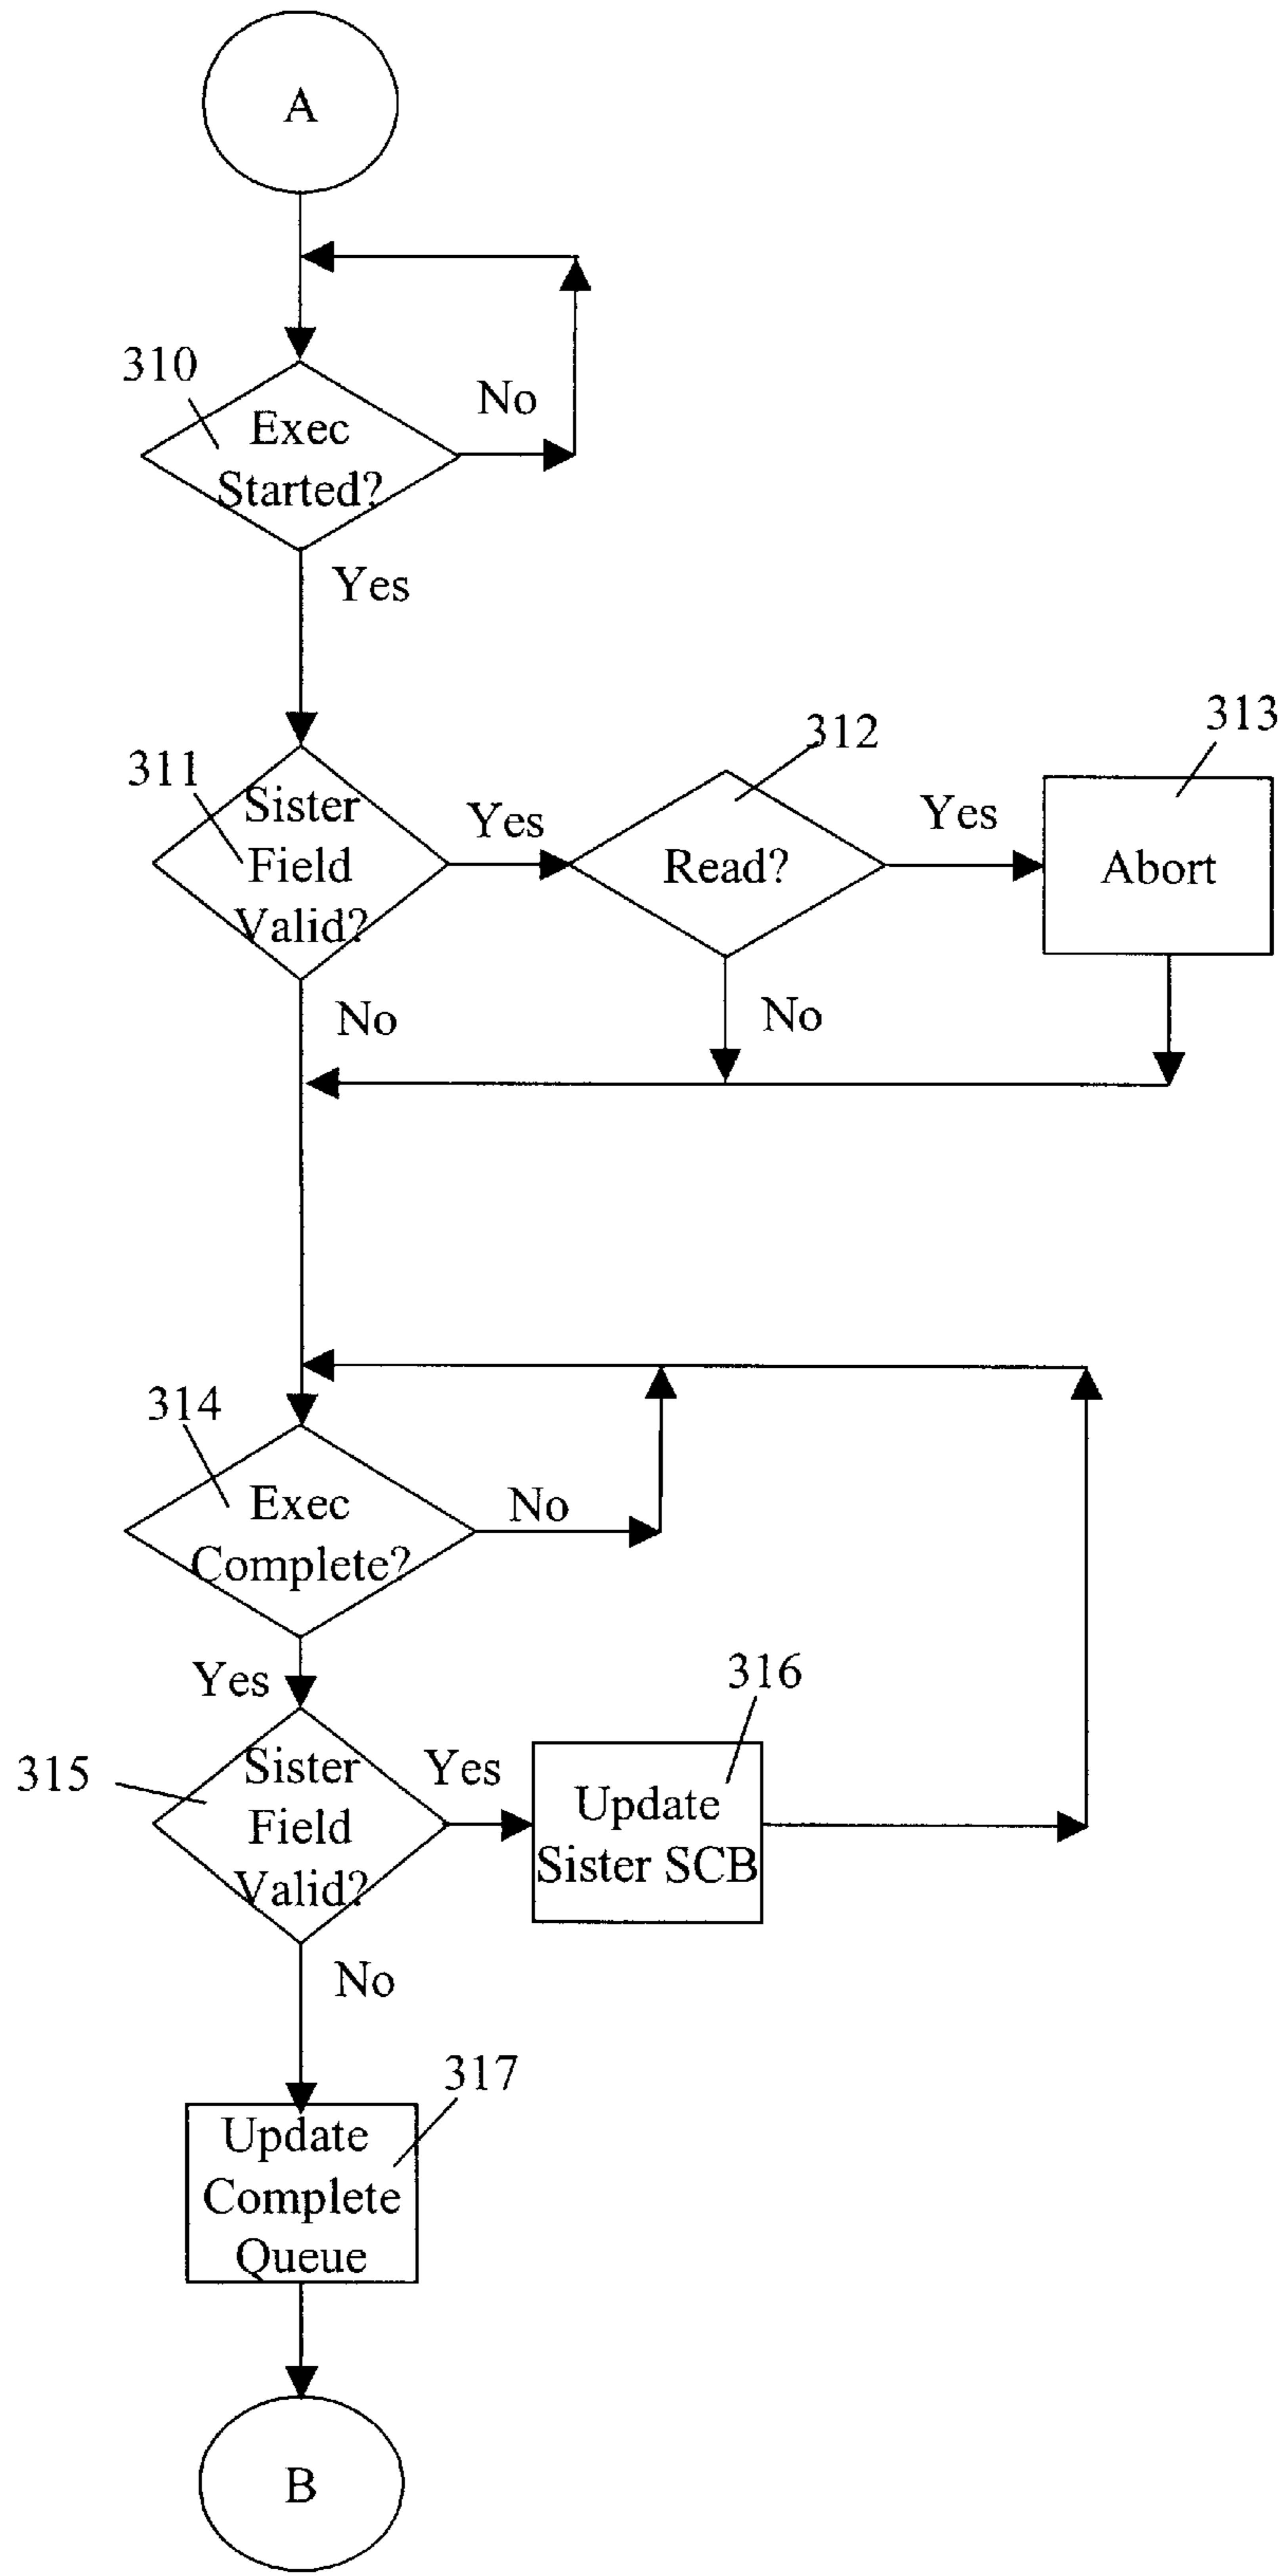 A
310
No
Exec
Started?
Yes
313
312
311
Sister
Yes
Yes
Field
Read?
Abort
Valid?
No
No
314
Exec
No
Complete?
Yes
316
315
Sister
Yes
Field
Update
Valid?
Sister SCB
No
317
Update
Complete
Queue
B